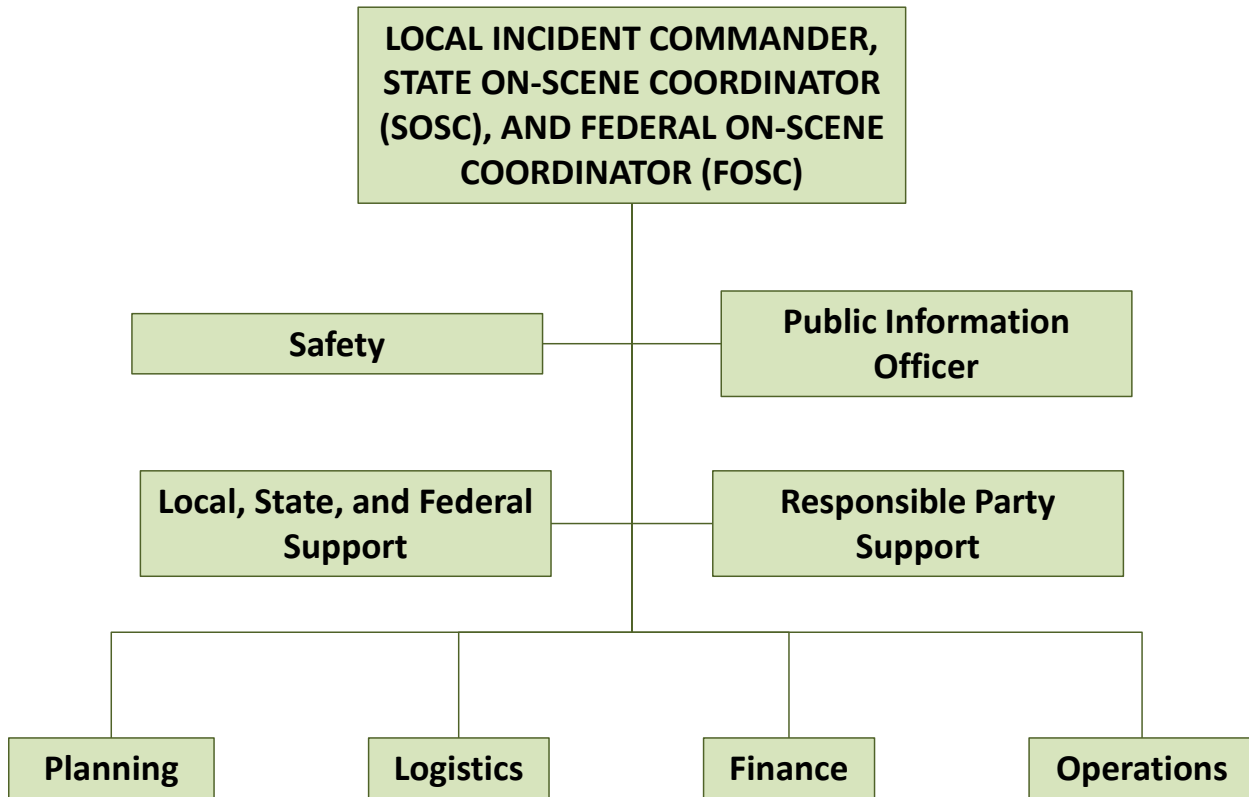 LOCAL INCIDENT COMMANDER,
STATE ON-SCENE COORDINATOR
(SOSC), AND FEDERAL ON-SCENE
COORDINATOR (FOSC)
Safety
Public Information
Officer
Local, State, and Federal
Support
Responsible Party
Support
Planning
Logistics
Finance
Operations